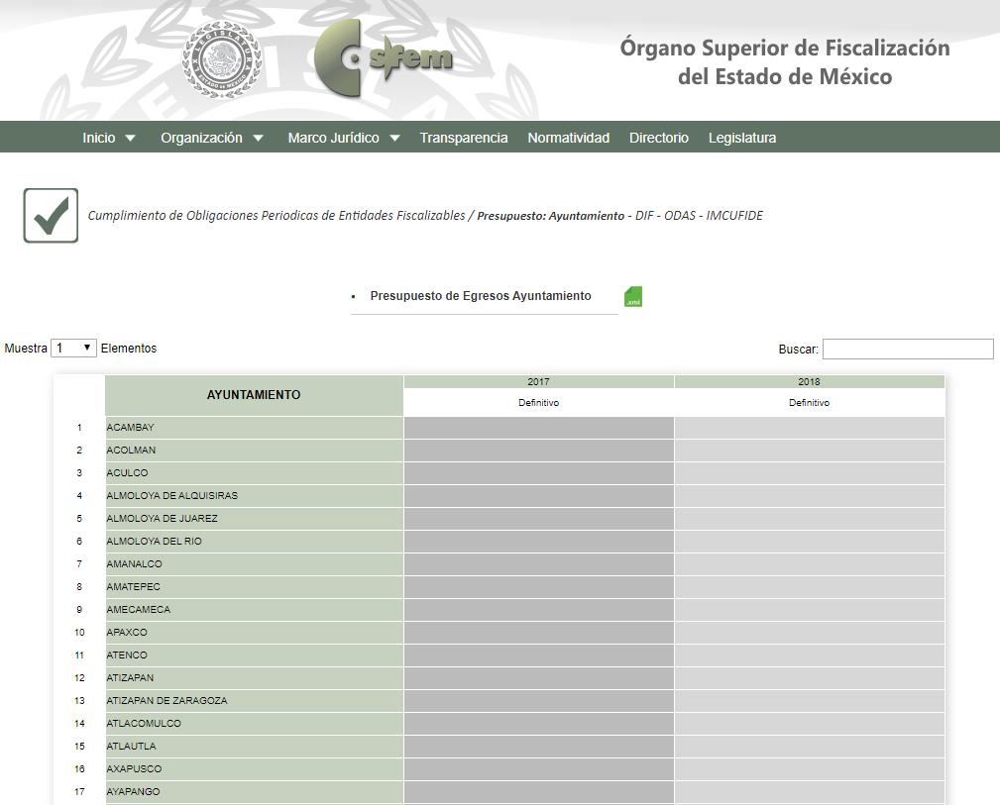 LEGISLATURA
ESTADO DE MEXICO
osfem
Órgano Superior de Fiscalización
del Estado de México
Inicio Organización Marco Jurídico Transparencia Normatividad Directorio Legislatura
Cumplimiento de Obligaciones Periodicas de Entidades Fiscalizables / Presupuesto: Ayuntamiento - DIF - ODAS - IMCUFIDE
Presupuesto de Egresos Ayuntamiento .xml
Muestra 1 Elementos Buscar:
AYUNTAMIENTO 2017 2018
Definitivo Definitivo
1 ACAMBAY
2 ACOLMAN
3 ACULCO
4 ALMOLOYA DE ALQUISIRAS
5 ALMOLOYA DE JUAREZ
6 ALMOLOYA DEL RIO
7 AMANALCO
8 AMATEPEC
9 AMECAMECA
10 APAXCO
11 ATENCO
12 ATIZAPAN
13 ATIZAPAN DE ZARAGOZA
14 ATLACOMULCO
15 ATLAUTLA
16 AXAPUSCO
17 AYAPANGO